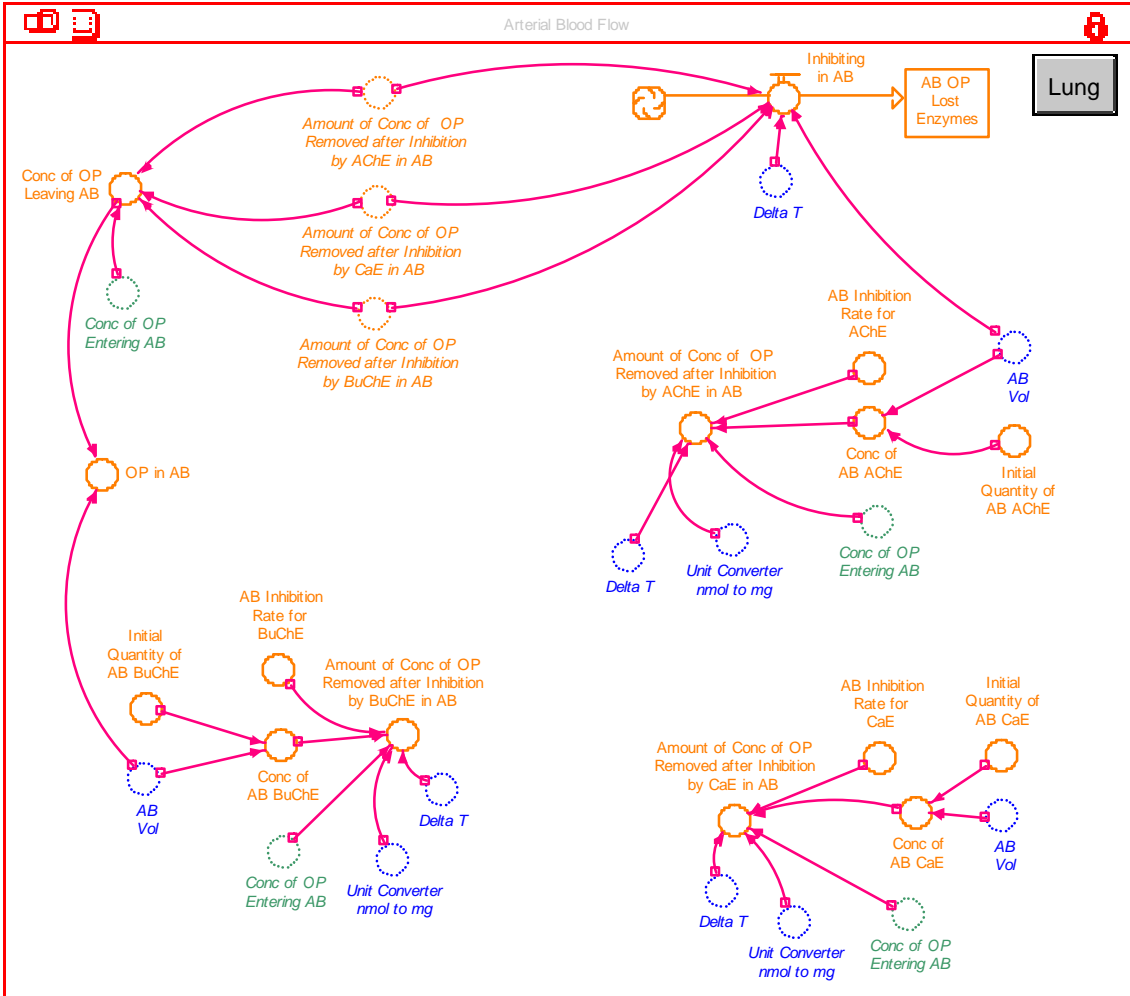 Arterial Blood Flow
Lung
Inhibiting
in AB
AB OP
Lost
Enzymes
Amount of Conc of OP
Removed after Inhibition
by AChE in AB
Conc of OP
Leaving AB
Delta T
Amount of Conc of OP
Removed after Inhibition
by CaE in AB
Conc of OP
Entering AB
Amount of Conc of OP
Removed after Inhibition
by BuChE in AB
AB Inhibition
Rate for
AChE
Amount of Conc of OP
Removed after Inhibition
by AChE in AB
AB
Vol
Conc of
AB AChE
Initial
Quantity of
AB AChE
OP in AB
Delta T
Unit Converter
nmol to mg
Conc of OP
Entering AB
AB Inhibition
Rate for
BuChE
Initial
Quantity of
AB BuChE
Amount of Conc of OP
Removed after Inhibition
by BuChE in AB
Conc of
AB BuChE
AB
Vol
Delta T
Conc of OP
Entering AB
Unit Converter
nmol to mg
AB Inhibition
Rate for
CaE
Initial
Quantity of
AB CaE
Amount of Conc of OP
Removed after Inhibition
by CaE in AB
Conc of
AB CaE
AB
Vol
Delta T
Unit Converter
nmol to mg
Conc of OP
Entering AB